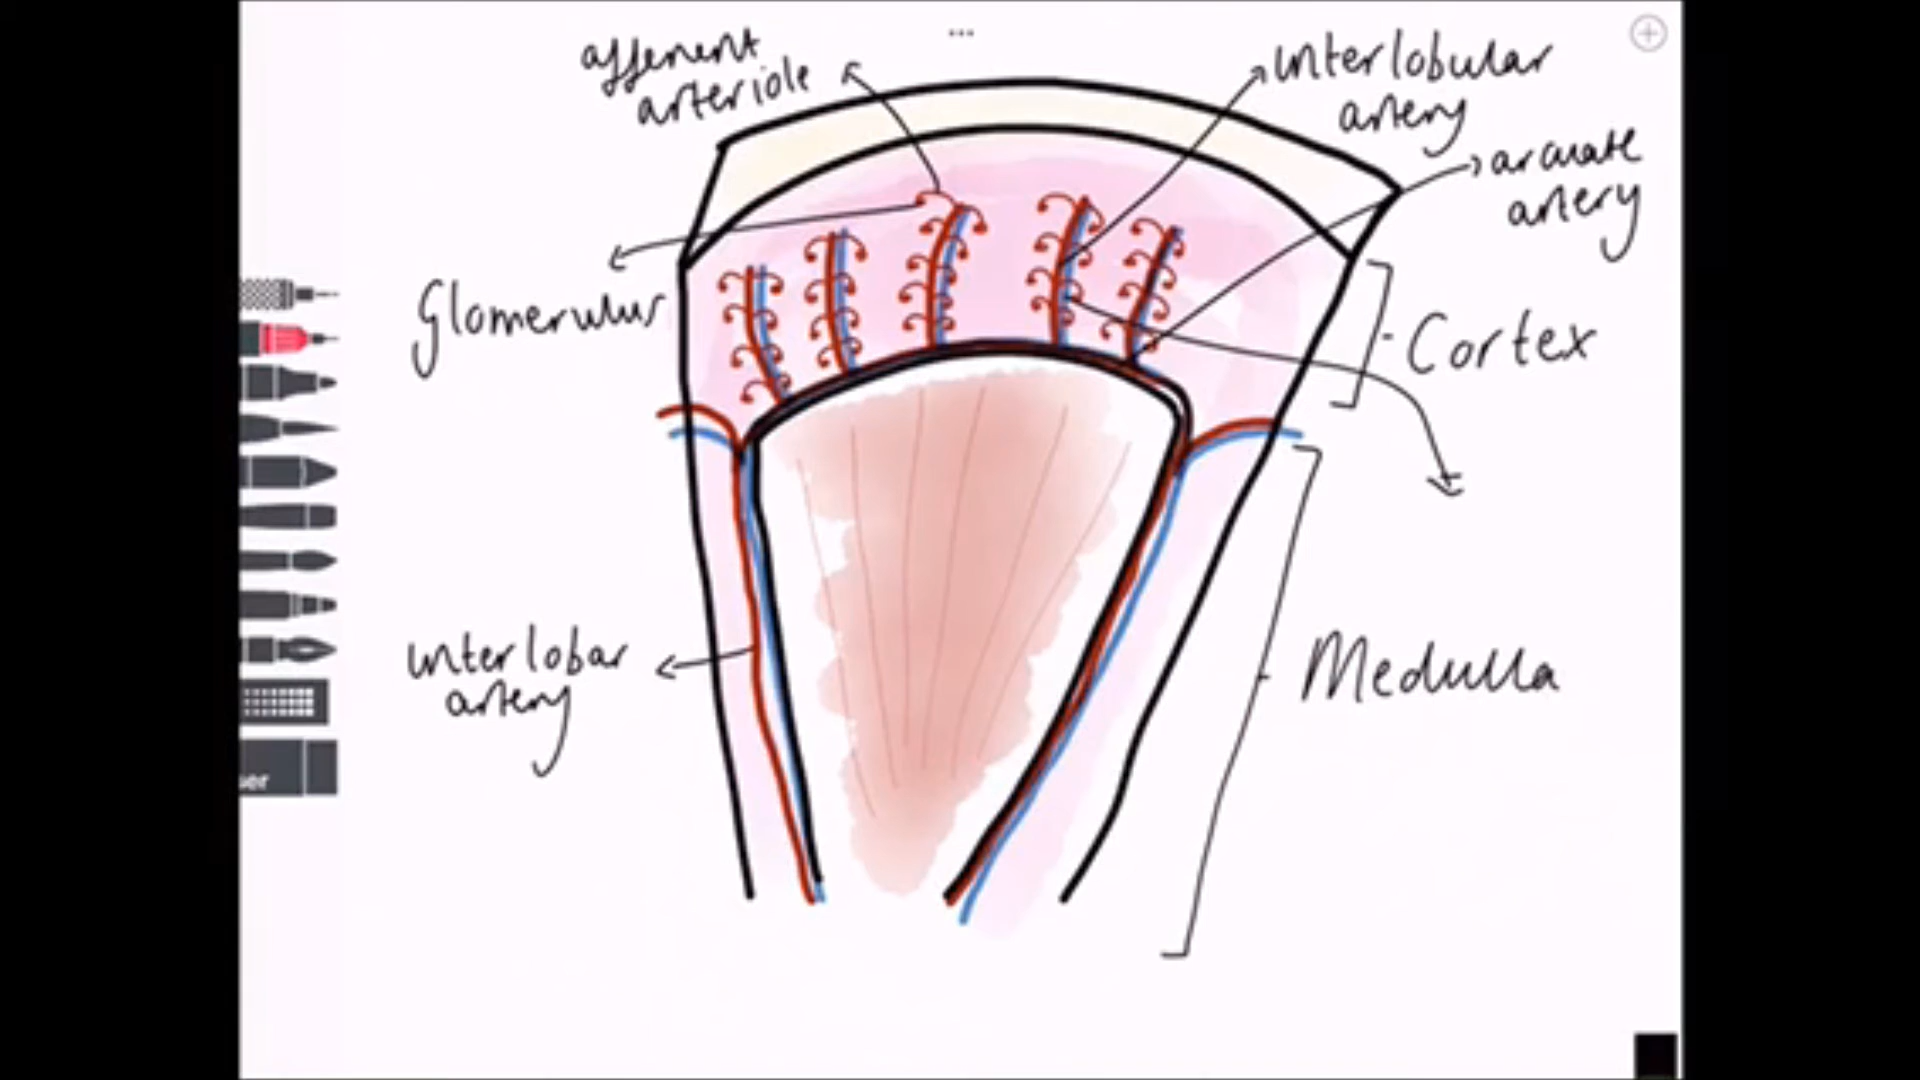 afferent
arteriole
interlobular
artery
arcuate
artery
Glomerulus
Cortex
interlobar
artery
Medulla